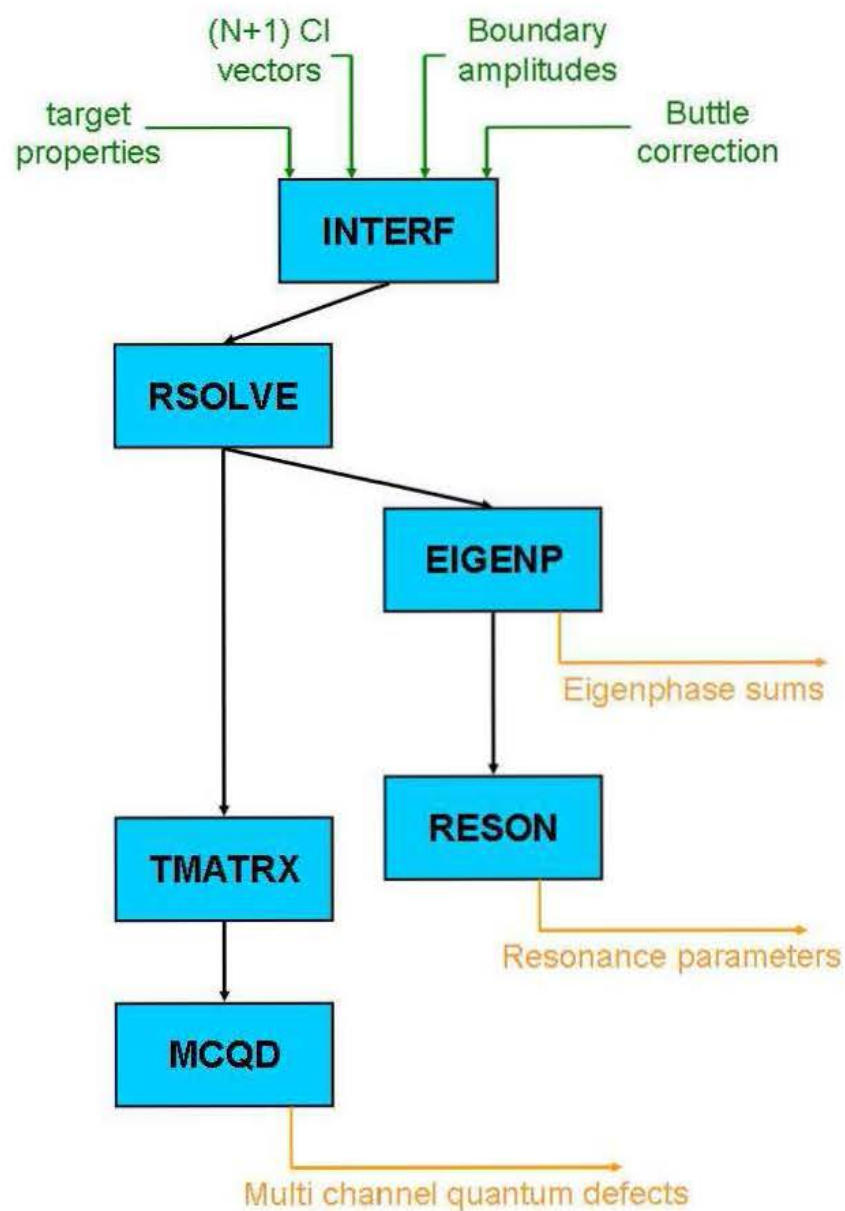 (N+1) CI
vectors
Boundary
amplitudes
target
properties
Buttle
correction
INTERF
RSOLVE
EIGENP
Eigenphase sums
RESON
TMATRX
Resonance parameters
MCQD
Multi channel quantum defects